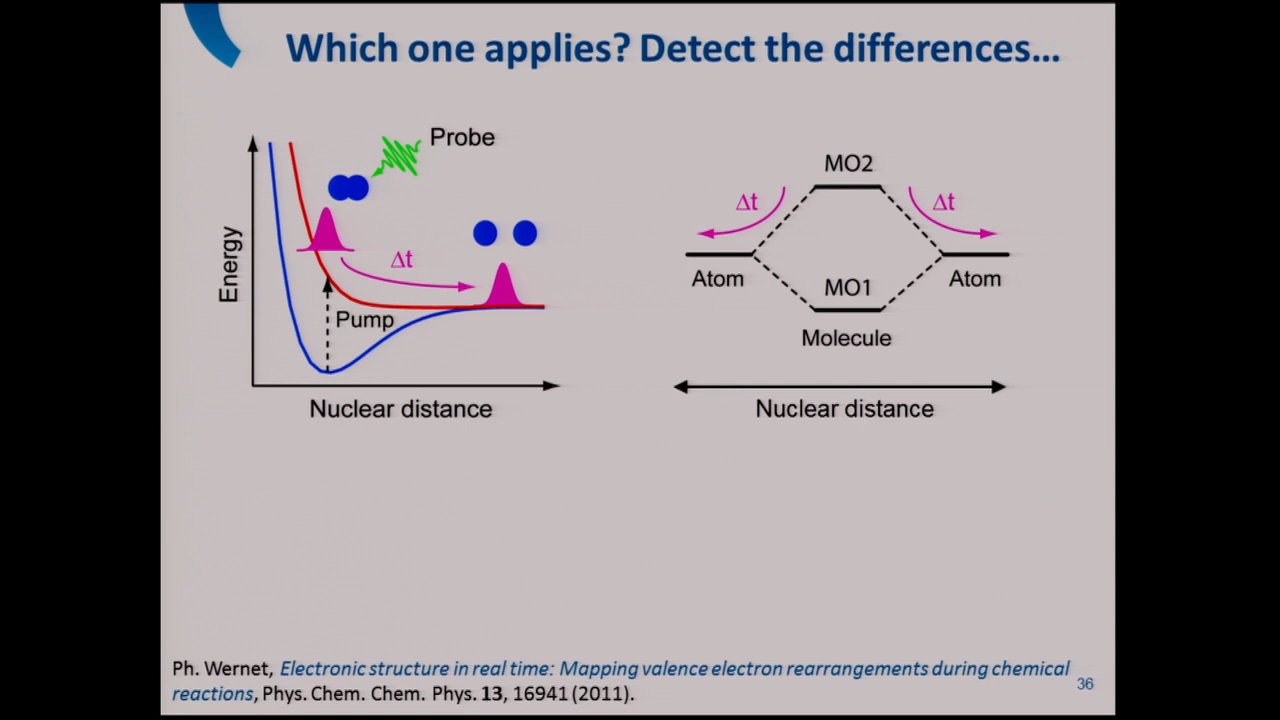 Which one applies? Detect the differences...
Probe
Energy
Δt
Pump
Nuclear distance
MO2
Δt
Δt
Atom
Atom
MO1
Molecule
Nuclear distance
Ph. Wernet, Electronic structure in real time: Mapping valence electron rearrangements during chemical
reactions, Phys. Chem. Chem. Phys. 13, 16941 (2011).
36